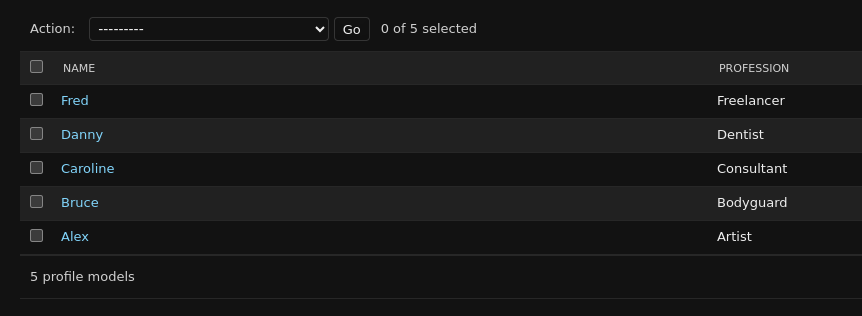 Action: --------- Go 0 of 5 selected
NAME PROFESSION
Fred Freelancer
Danny Dentist
Caroline Consultant
Bruce Bodyguard
Alex Artist
5 profile models